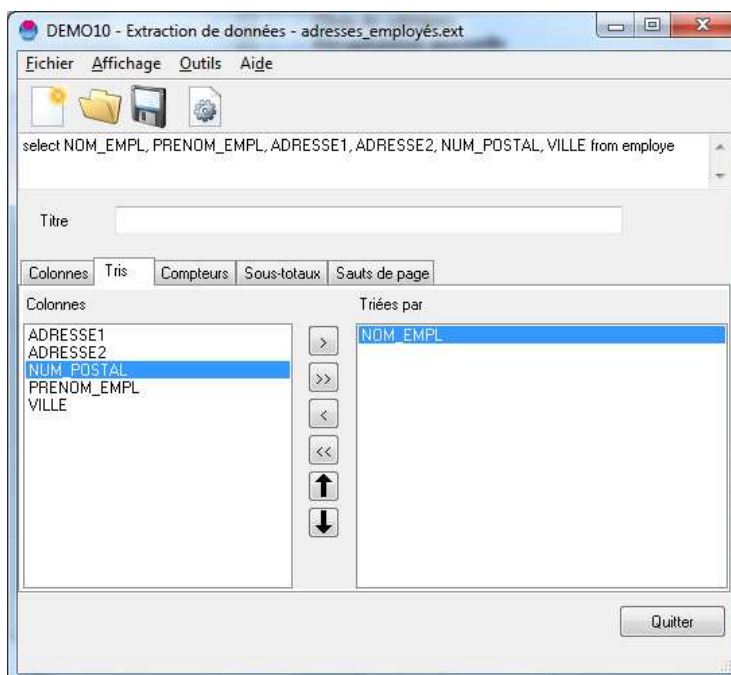 DEMO10 - Extraction de données - adresses_employés.ext
Fichier Affichage Outils Aide
select NOM_EMPL, PRENOM_EMPL, ADRESSE1, ADRESSE2, NUM_POSTAL, VILLE from employe
Titre
Colonnes Tris Compteurs Sous-totaux Sauts de page
Colonnes
Triées par
ADRESSE1
ADRESSE2
NUM_POSTAL
PRENOM_EMPL
VILLE
>
>>
<
<<
NOM_EMPL
Quitter